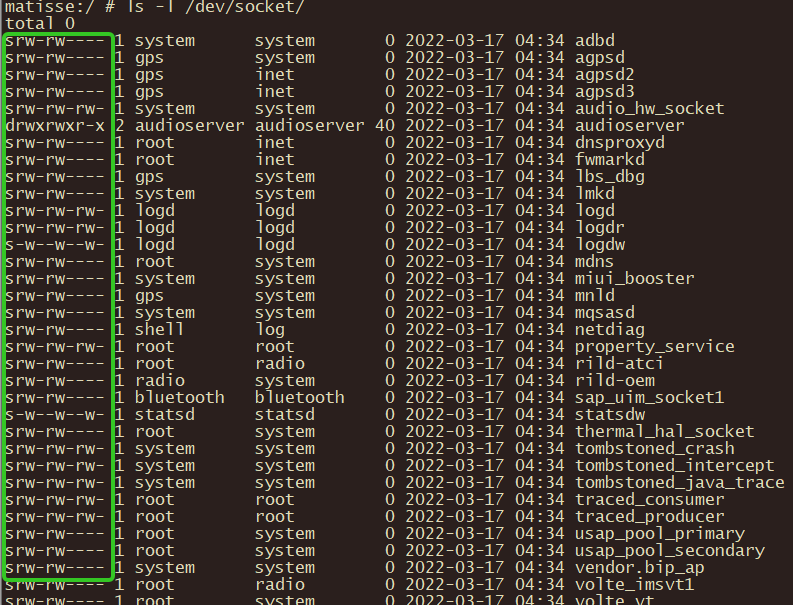 matisse:/ # ls -l /dev/socket/
total 0
srw-rw---- 1 system      system       0 2022-03-17 04:34 adbd
srw-rw---- 1 gps         system       0 2022-03-17 04:34 agpsd
srw-rw---- 1 gps         inet         0 2022-03-17 04:34 agpsd2
srw-rw---- 1 gps         inet         0 2022-03-17 04:34 agpsd3
srw-rw-rw- 1 system      system       0 2022-03-17 04:34 audio_hw_socket
drwxrwxr-x 2 audioserver audioserver 40 2022-03-17 04:34 audioserver
srw-rw---- 1 root        inet         0 2022-03-17 04:34 dnsproxyd
srw-rw---- 1 root        inet         0 2022-03-17 04:34 fwmarkd
srw-rw---- 1 gps         system       0 2022-03-17 04:34 lbs_dbg
srw-rw---- 1 system      system       0 2022-03-17 04:34 lmkd
srw-rw-rw- 1 logd        logd         0 2022-03-17 04:34 logd
srw-rw-rw- 1 logd        logd         0 2022-03-17 04:34 logdr
s-w--w--w- 1 logd        logd         0 2022-03-17 04:34 logdw
srw-rw---- 1 root        system       0 2022-03-17 04:34 mdns
srw-rw---- 1 system      system       0 2022-03-17 04:34 miui_booster
srw-rw---- 1 gps         system       0 2022-03-17 04:34 mnld
srw-rw---- 1 system      system       0 2022-03-17 04:34 mqsasd
srw-rw---- 1 shell       log          0 2022-03-17 04:34 netdiag
srw-rw-rw- 1 root        root         0 2022-03-17 04:34 property_service
srw-rw---- 1 root        radio        0 2022-03-17 04:34 rild-atci
srw-rw---- 1 radio       system       0 2022-03-17 04:34 rild-oem
srw-rw---- 1 bluetooth   bluetooth    0 2022-03-17 04:34 sap_uim_socket1
s-w--w--w- 1 statsd      statsd       0 2022-03-17 04:34 statsdw
srw-rw---- 1 root        system       0 2022-03-17 04:34 thermal_hal_socket
srw-rw-rw- 1 system      system       0 2022-03-17 04:34 tombstoned_crash
srw-rw-rw- 1 system      system       0 2022-03-17 04:34 tombstoned_intercept
srw-rw-rw- 1 system      system       0 2022-03-17 04:34 tombstoned_java_trace
srw-rw-rw- 1 root        root         0 2022-03-17 04:34 traced_consumer
srw-rw-rw- 1 root        root         0 2022-03-17 04:34 traced_producer
srw-rw---- 1 root        system       0 2022-03-17 04:34 usap_pool_primary
srw-rw---- 1 root        system       0 2022-03-17 04:34 usap_pool_secondary
srw-rw---- 1 system      system       0 2022-03-17 04:34 vendor.bip_ap
srw-rw---- 1 root        radio        0 2022-03-17 04:34 volte_imsvt1
srw-rw---- 1 root        system       0 2022-03-17 04:34 volte_vt